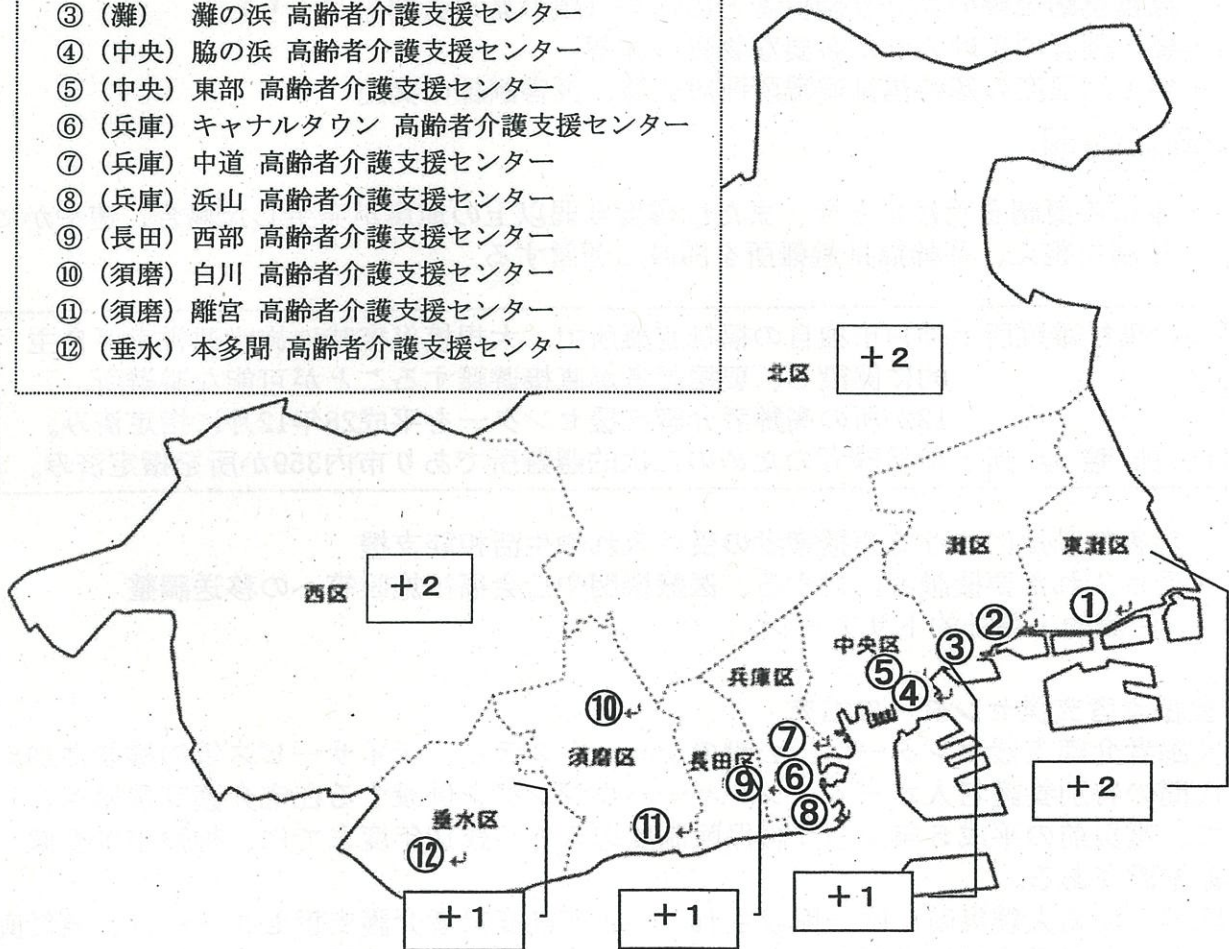 ③（灘） 灘の浜 高齢者介護支援センター
④（中央）脇の浜 高齢者介護支援センター
⑤（中央）東部 高齢者介護支援センター
⑥（兵庫）キャナルタウン 高齢者介護支援センター
⑦（兵庫）中道 高齢者介護支援センター
⑧（兵庫）浜山 高齢者介護支援センター
⑨（長田）西部 高齢者介護支援センター
⑩（須磨）白川 高齢者介護支援センター
⑪（須磨）離宮 高齢者介護支援センター
⑫（垂水）本多聞 高齢者介護支援センター
北区
+2
灘区
東灘区
西区
+2
①
②
③
中央区
⑤
④
兵庫区
⑩
⑦
須磨区
長田区
⑨
⑥
+2
⑧
垂水区
⑪
⑫
+1
+1
+1